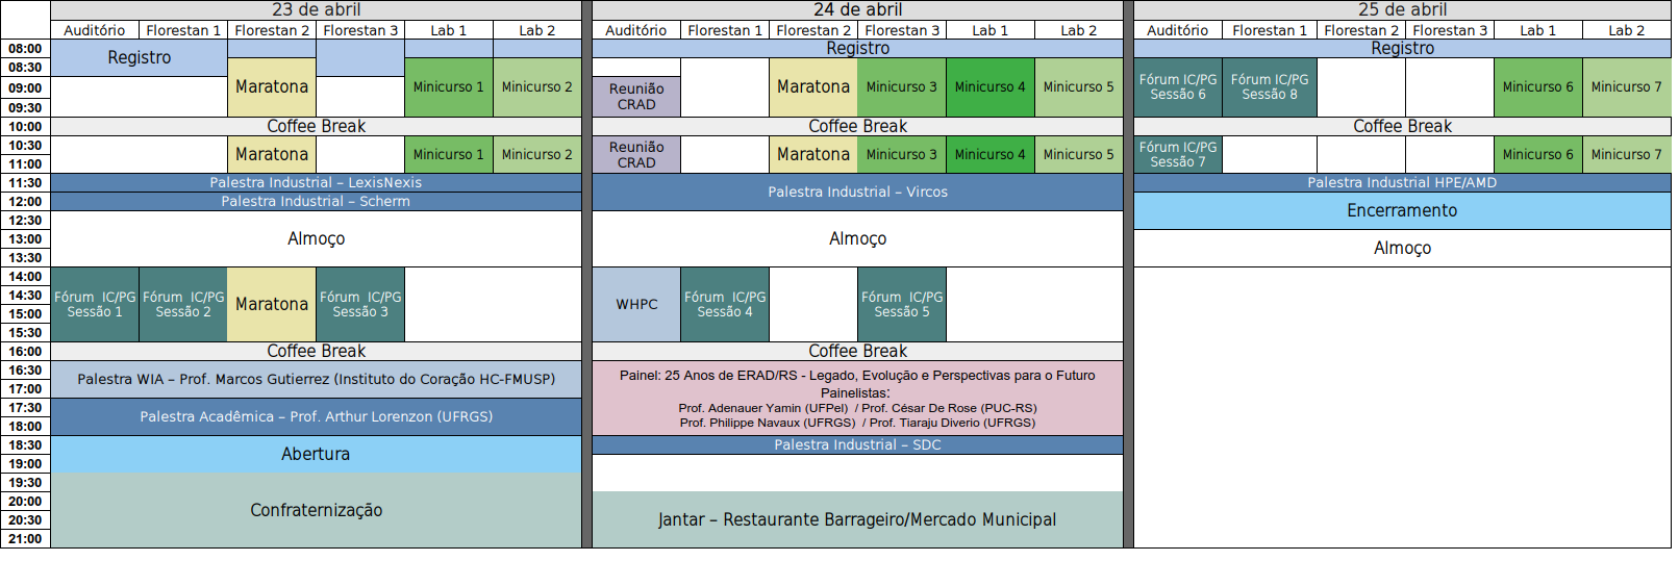 23 de abril
24 de abril
25 de abril
Auditório Florestan 1 Florestan 2 Florestan 3 Lab 1 Lab 2
Auditório Florestan 1 Florestan 2 Florestan 3 Lab 1 Lab 2
Auditório Florestan 1 Florestan 2 Florestan 3 Lab 1 Lab 2
08:00
08:30
09:00
09:30
10:00
10:30
11:00
11:30
12:00
12:30
13:00
13:30
14:00
14:30
15:00
15:30
16:00
16:30
17:00
17:30
18:00
18:30
19:00
19:30
20:00
20:30
21:00
Registro
Maratona
Minicurso 1
Minicurso 2
Coffee Break
Maratona
Minicurso 1
Minicurso 2
Palestra Industrial – LexisNexis
Palestra Industrial – Scherm
Almoço
Fórum IC/PG
Sessão 1
Fórum IC/PG
Sessão 2
Maratona
Fórum IC/PG
Sessão 3
Coffee Break
Palestra WIA – Prof. Marcos Gutierrez (Instituto do Coração HC-FMUSP)
Palestra Acadêmica – Prof. Arthur Lorenzon (UFRGS)
Abertura
Confraternização
Registro
Reunião
CRAD
Maratona
Minicurso 3
Minicurso 4
Minicurso 5
Coffee Break
Reunião
CRAD
Maratona
Minicurso 3
Minicurso 4
Minicurso 5
Palestra Industrial – Vircos
Almoço
WHPC
Fórum IC/PG
Sessão 4
Fórum IC/PG
Sessão 5
Coffee Break
Painel: 25 Anos de ERAD/RS - Legado, Evolução e Perspectivas para o Futuro
Painelistas:
Prof. Adenauer Yamin (UFPel) / Prof. César De Rose (PUC-RS)
Prof. Philippe Navaux (UFRGS) / Prof. Tiaraju Diverio (UFRGS)
Palestra Industrial – SDC
Jantar – Restaurante Barrageiro/Mercado Municipal
Registro
Fórum IC/PG
Sessão 6
Fórum IC/PG
Sessão 8
Minicurso 6
Minicurso 7
Coffee Break
Fórum IC/PG
Sessão 7
Minicurso 6
Minicurso 7
Palestra Industrial HPE/AMD
Encerramento
Almoço